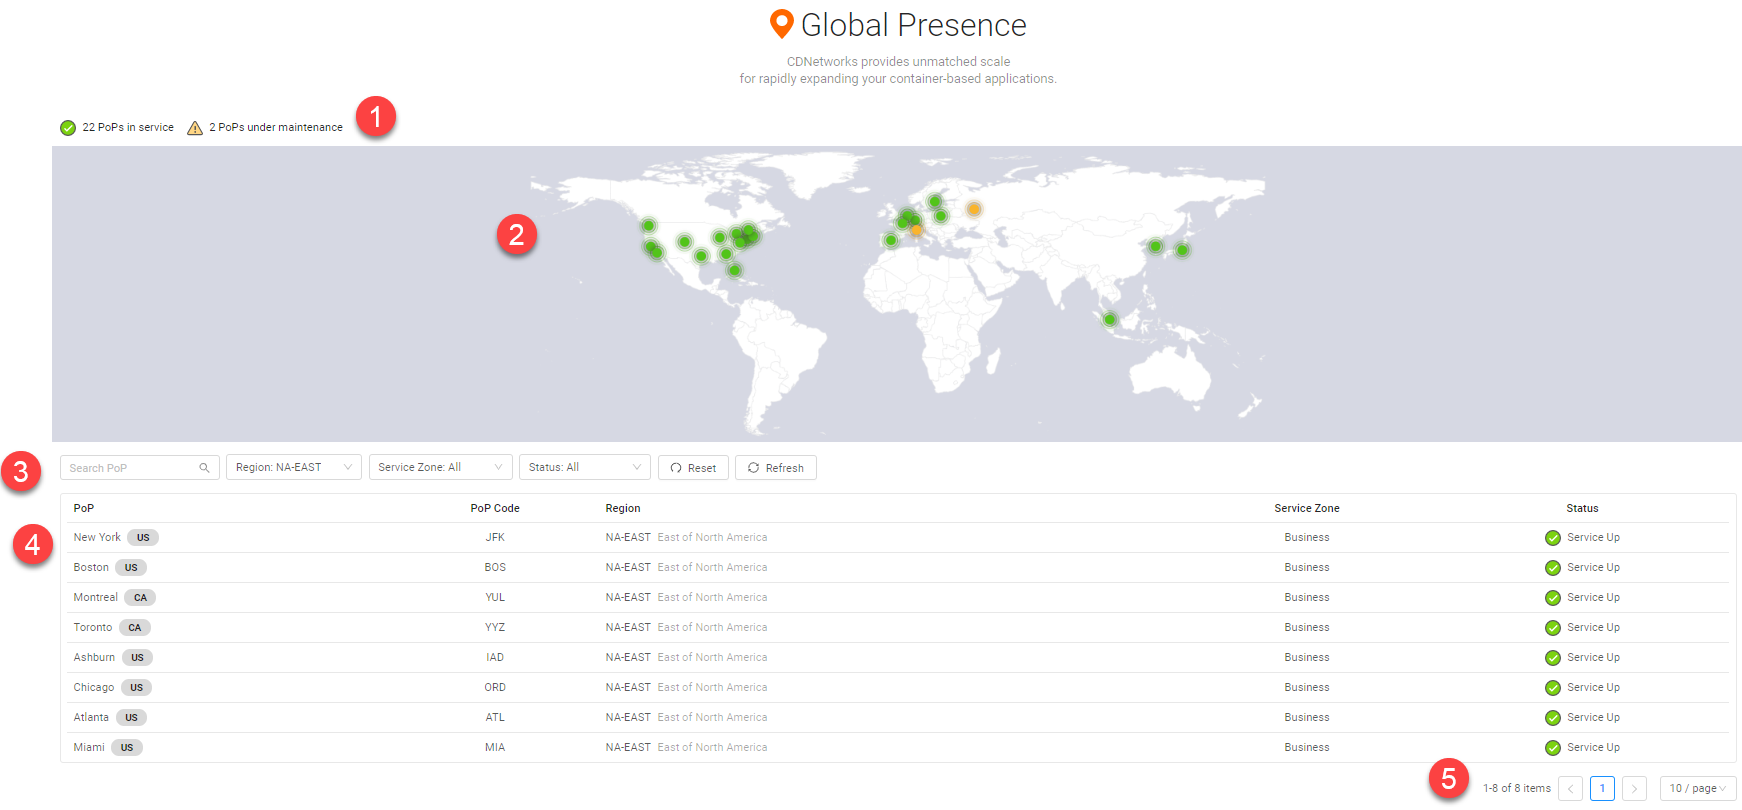 Global Presence
CDNetworks provides unmatched scale
for rapidly expanding your container-based applications.
22 PoPs in service 2 PoPs under maintenance 1
2
3 Search PoP Region: NA-EAST Service Zone: All Status: All Reset Refresh
PoP PoP Code Region Service Zone Status
4 New York US JFK NA-EAST East of North America Business Service Up
Boston US BOS NA-EAST East of North America Business Service Up
Montreal CA YUL NA-EAST East of North America Business Service Up
Toronto CA YYZ NA-EAST East of North America Business Service Up
Ashburn US IAD NA-EAST East of North America Business Service Up
Chicago US ORD NA-EAST East of North America Business Service Up
Atlanta US ATL NA-EAST East of North America Business Service Up
Miami US MIA NA-EAST East of North America Business Service Up
5 1-8 of 8 items < 1 > 10 / page